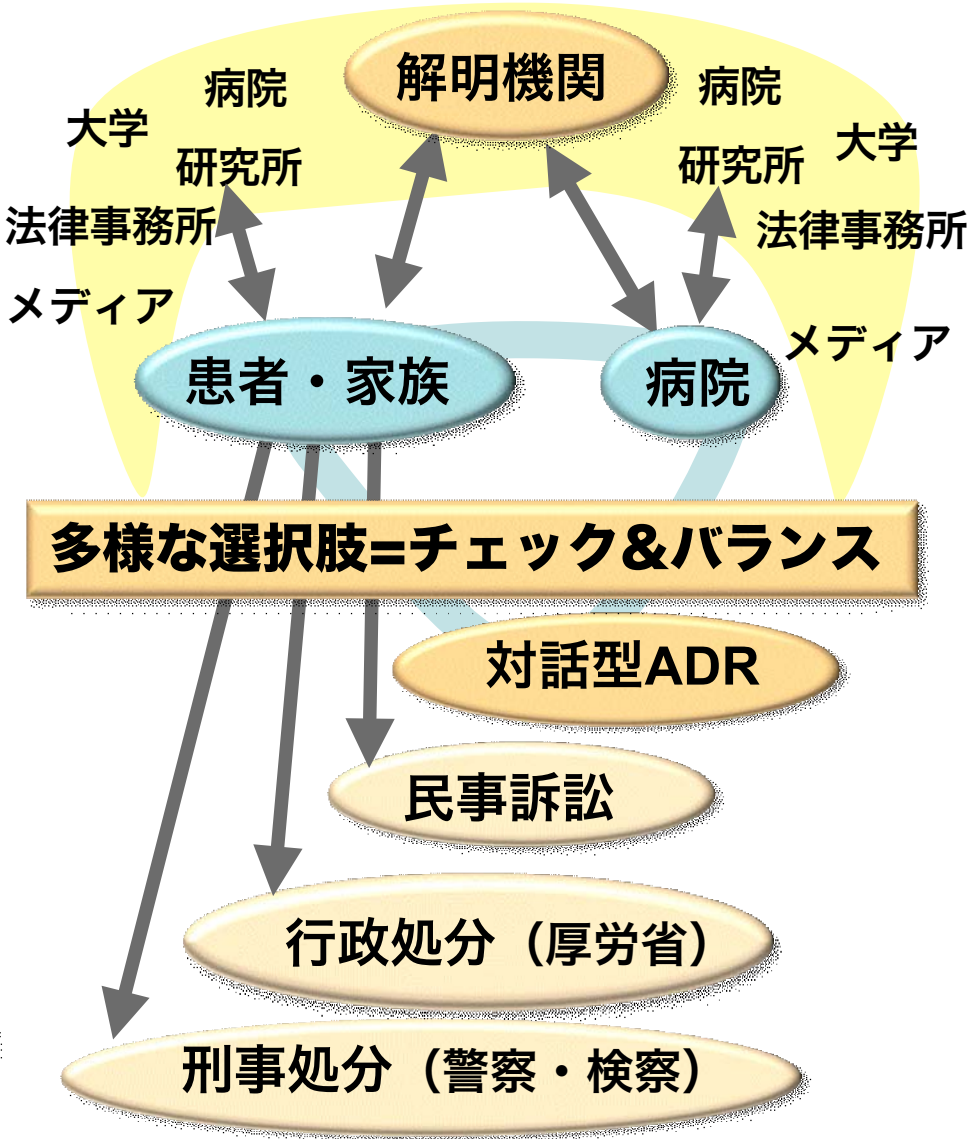 解明機関
病院
大学
研究所
法律事務所
メディア
病院
大学
研究所
法律事務所
メディア
患者・家族
病院
多様な選択肢=チェック&バランス
対話型ADR
民事訴訟
行政処分（厚労省）
刑事処分（警察・検察）